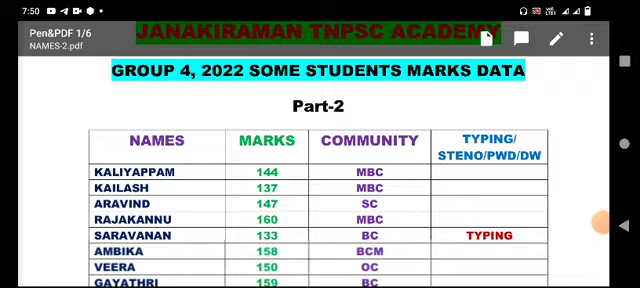 7:50
Pen&PDF 1/6
NAMES-2.pdf
JANAKIRAMAN TNPSC ACADEMY
GROUP 4, 2022 SOME STUDENTS MARKS DATA
Part-2
NAMES MARKS COMMUNITY TYPING/
STENO/PWD/DW
KALIYAPPAM 144 MBC
KAILASH 137 MBC
ARAVIND 147 SC
RAJAKANNU 160 MBC
SARAVANAN 133 BC TYPING
AMBIKA 158 BCM
VEERA 150 OC
GAYATHRI 159 BC